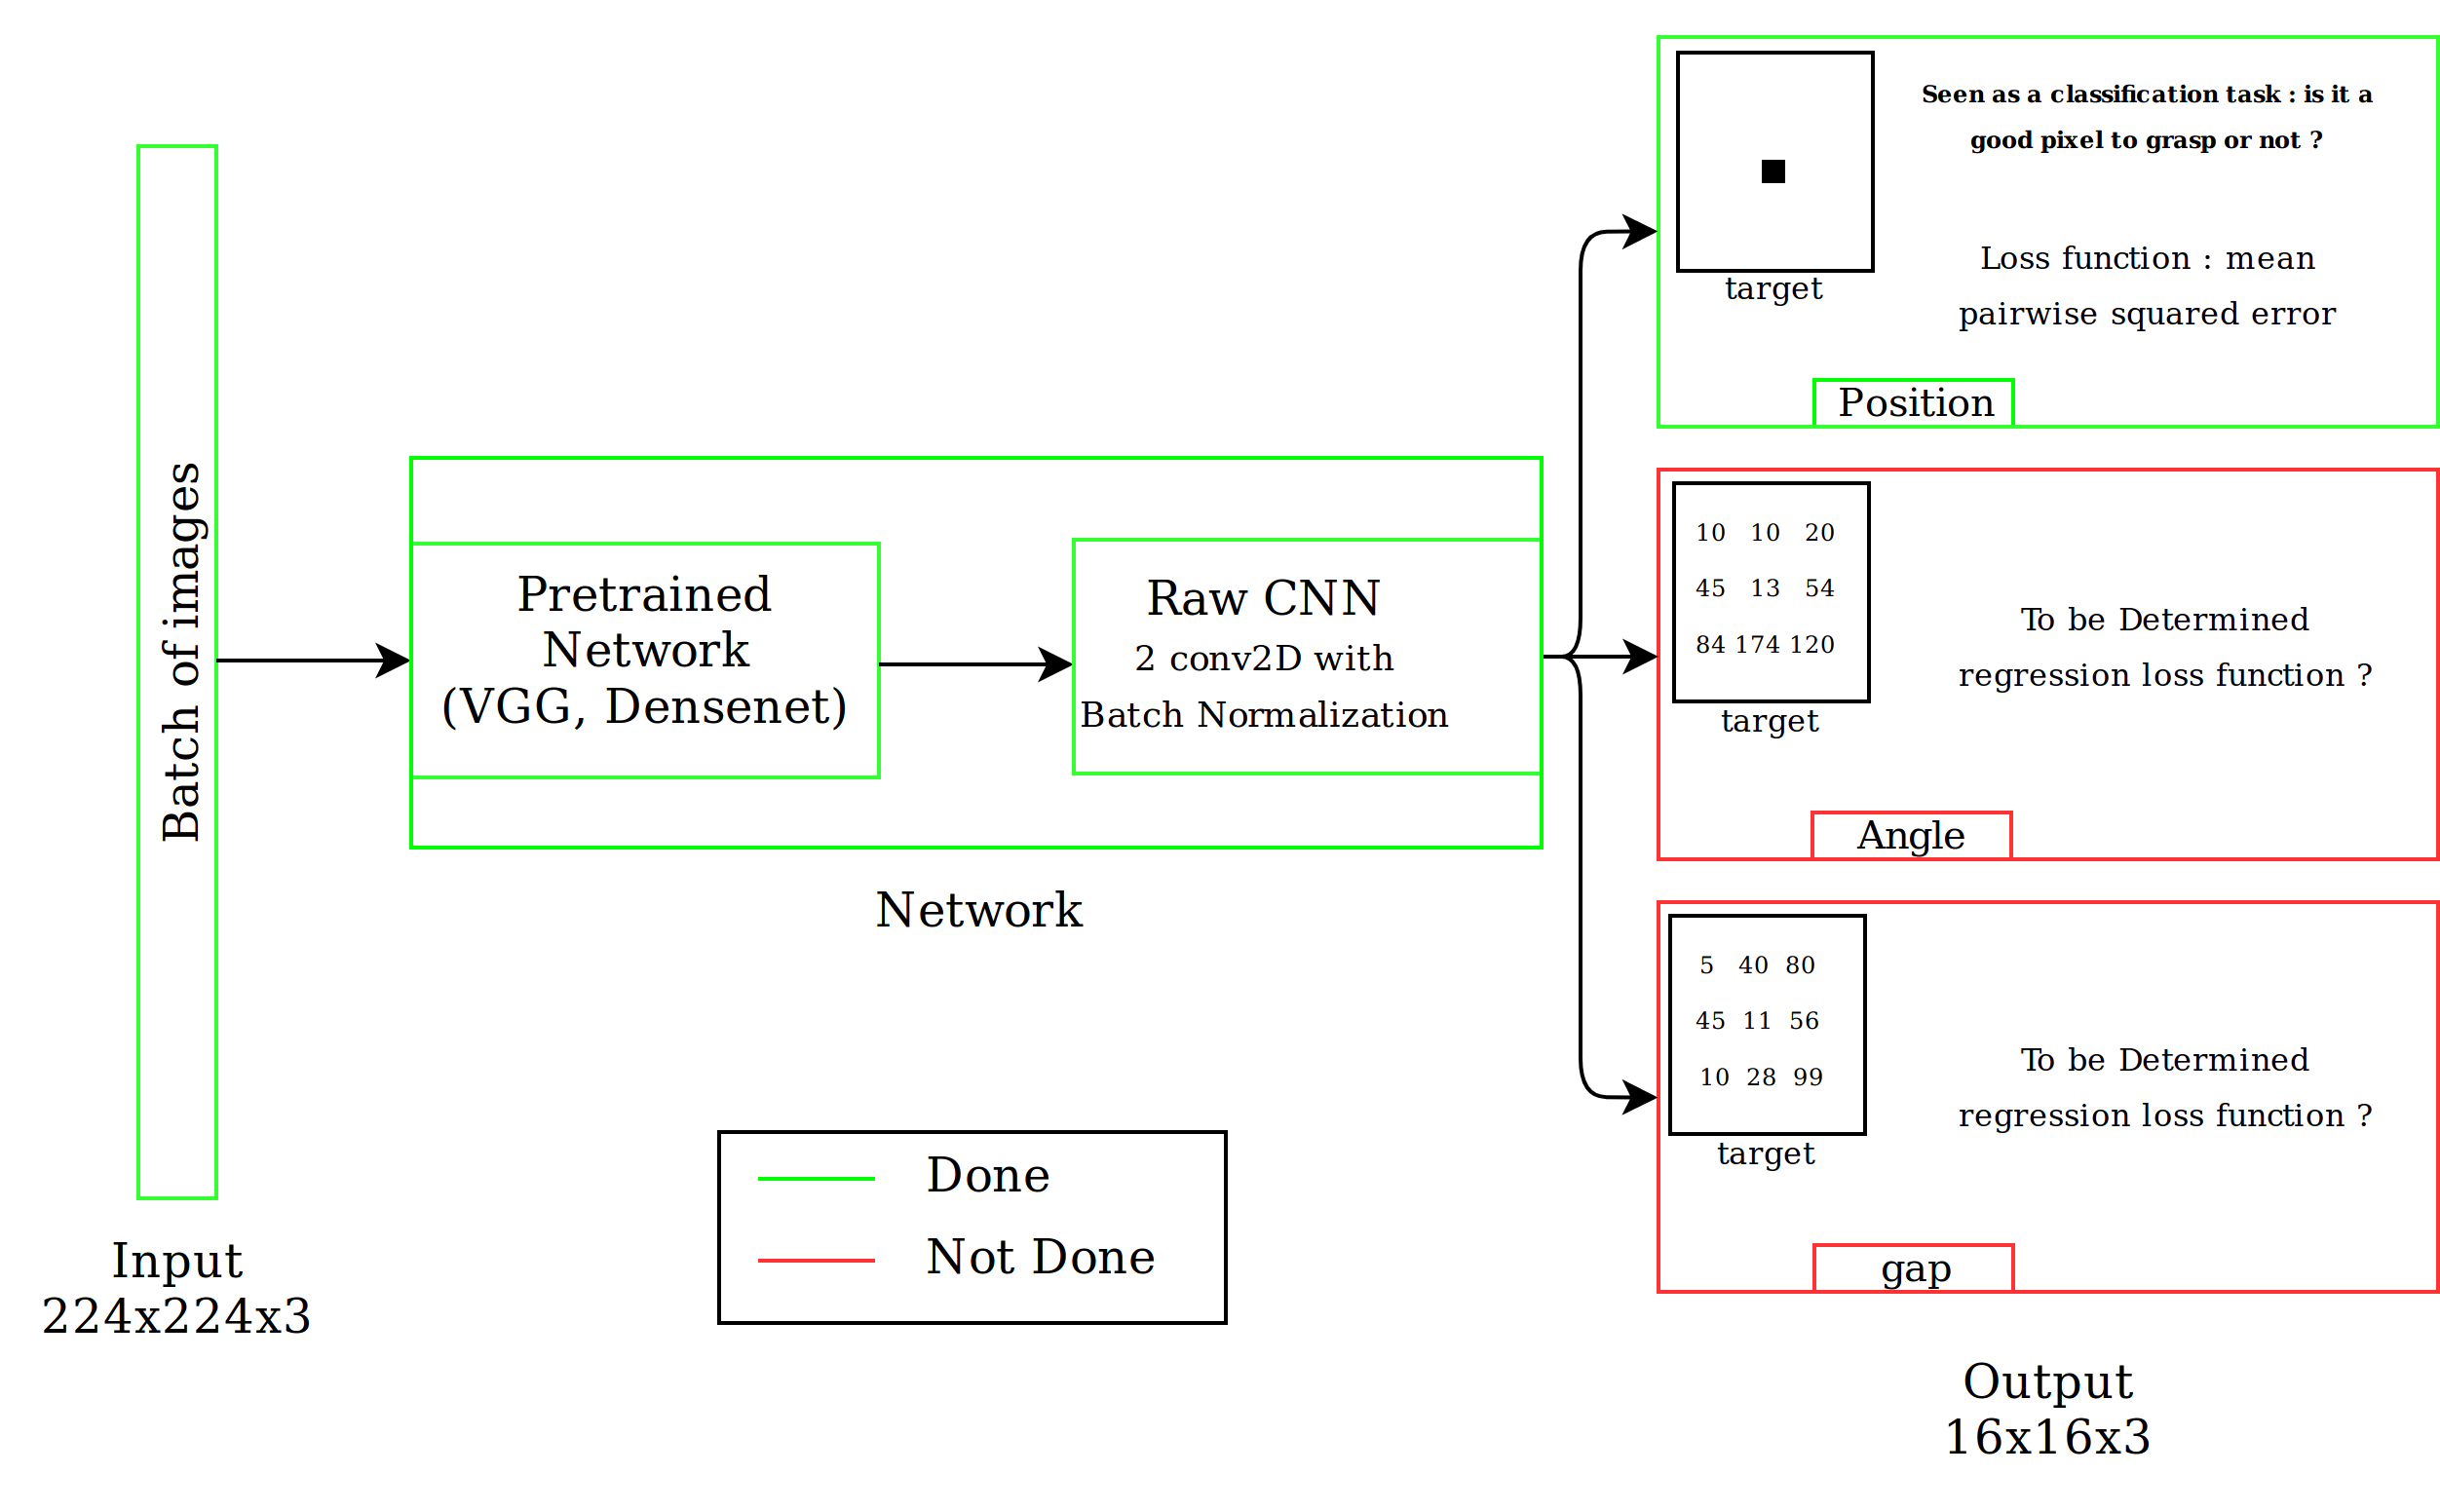 Batch of images
Input
224x224x3
Pretrained
Network
(VGG, Densenet)
Raw CNN
2 conv2D with
Batch Normalization
Network
Done
Not Done
Seen as a classification task : is it a
good pixel to grasp or not ?
target
Loss function : mean
pairwise squared error
Position
10 10 20
45 13 54
84 174 120
target
To be Determined
regression loss function ?
Angle
5 40 80
45 11 56
10 28 99
target
To be Determined
regression loss function ?
gap
Output
16x16x3